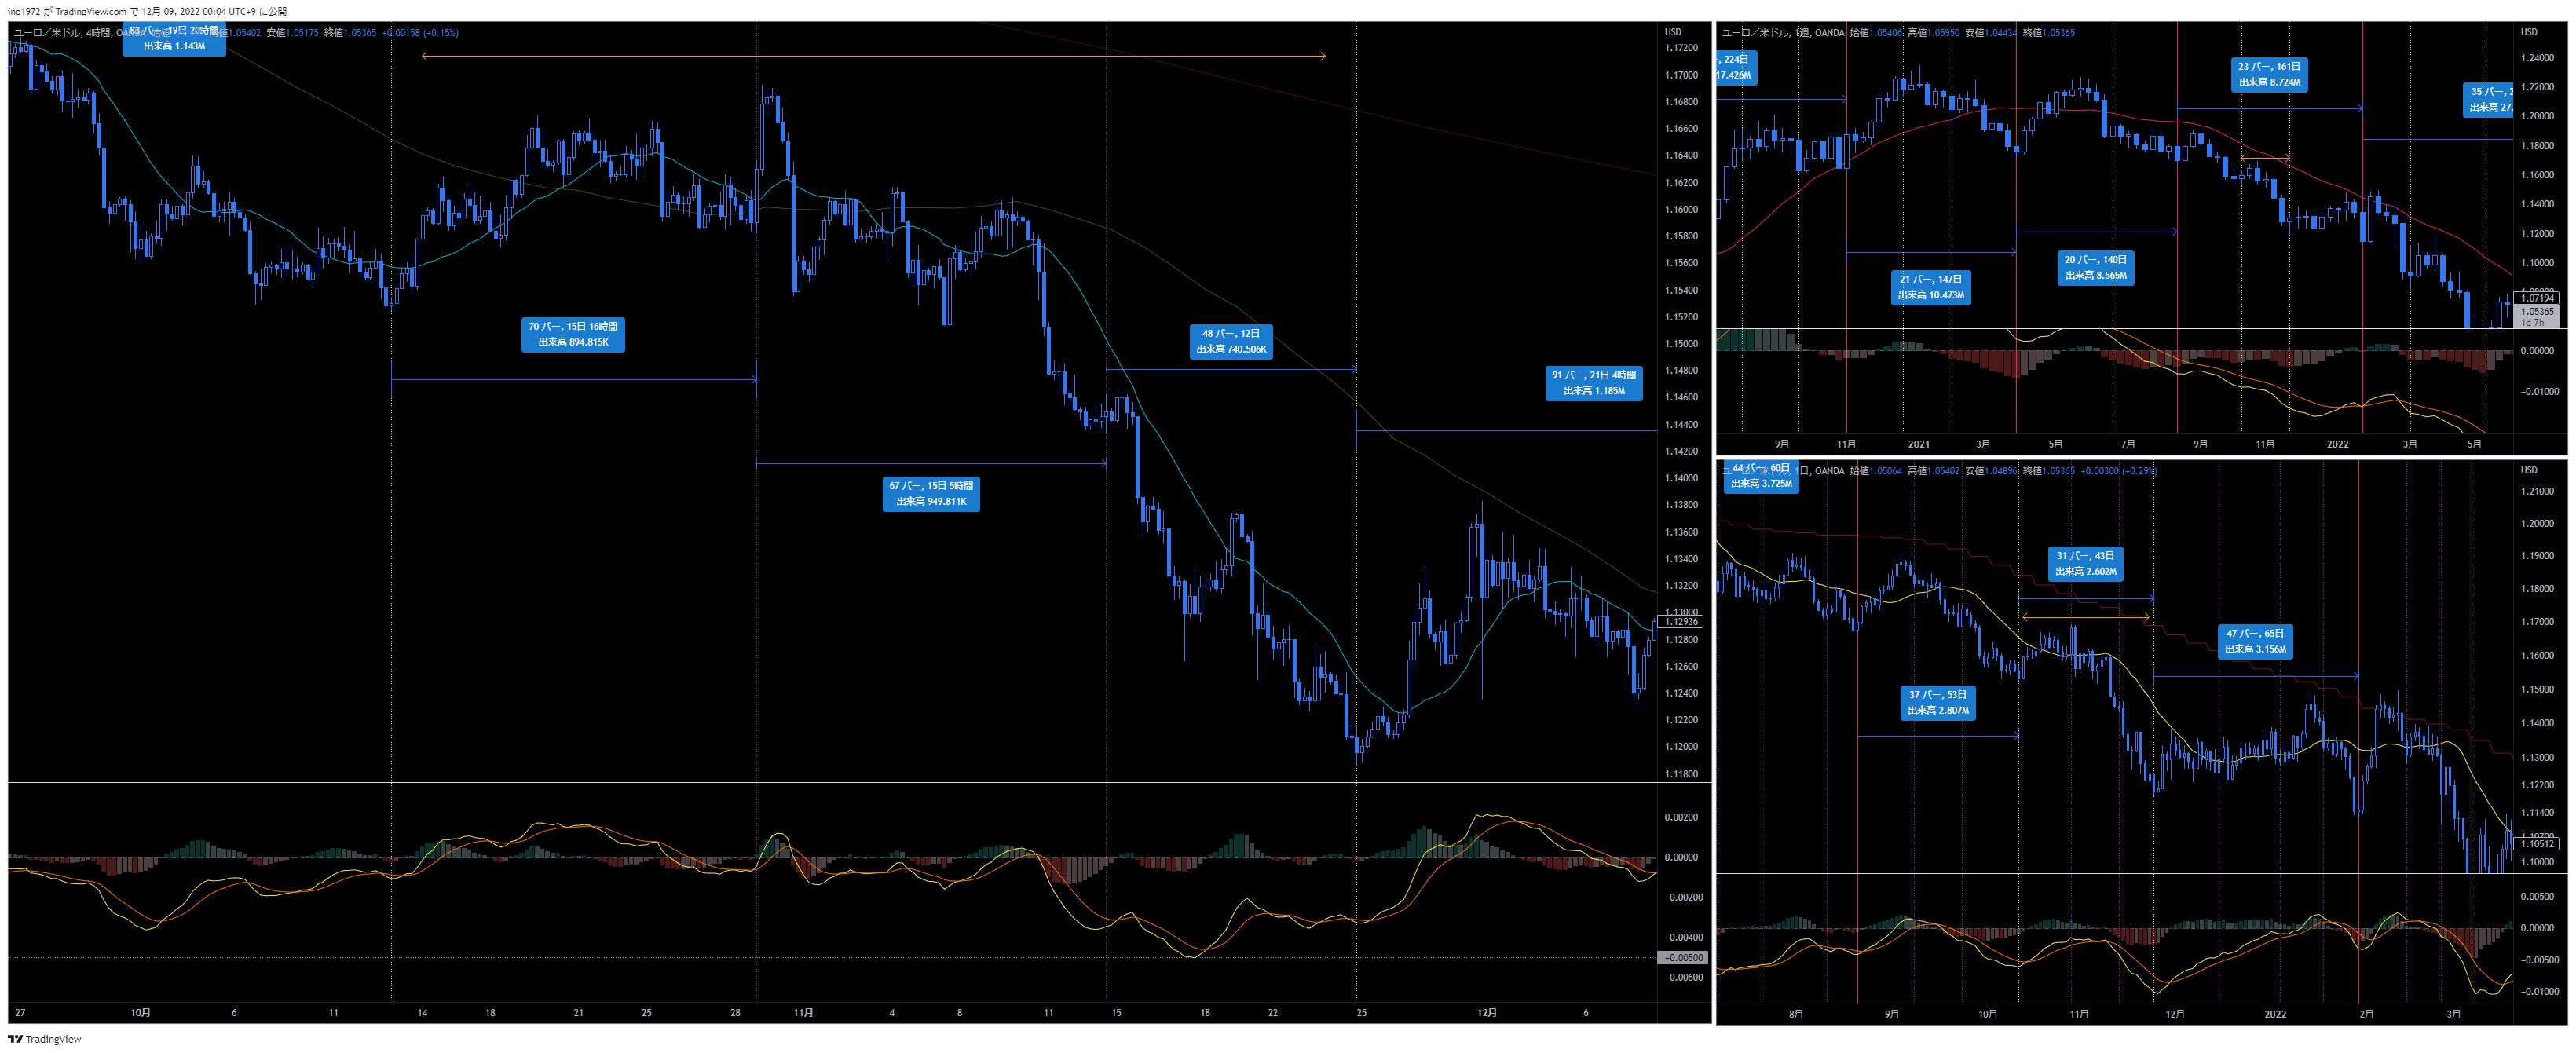 ino1972 が TradingView.com で 12月 09, 2022 00:04 UTC+9 に公開
ユーロ／米ドル, 4時間, OANDA 1.05402 安値1.05175 終値1.05365 +0.00158 (+0.15%)
83 バー, 19日 20時間
出来高 1.143M
USD
1.17200
1.17000
1.16800
1.16600
1.16400
1.16200
1.16000
1.15800
1.15600
1.15400
1.15200
1.15000
1.14800
1.14600
1.14400
1.14200
1.14000
1.13800
1.13600
1.13400
1.13200
1.13000
1.12936
1.12800
1.12600
1.12400
1.12200
1.12000
1.11800
70 バー, 15日 16時間
出来高 894.815K
48 バー, 12日
出来高 740.506K
91 バー, 21日 4時間
出来高 1.185M
67 バー, 15日 5時間
出来高 949.811K
0.00200
0.00000
−0.00200
−0.00400
−0.00500
−0.00600
27 10月 6 11 14 18 21 25 28 11月 4 8 11 15 18 22 25 12月 6
ユーロ／米ドル, 1週, OANDA 始値1.05406 高値1.05950 安値1.04434 終値1.05365
, 224日
17.426M
23 バー, 161日
出来高 8.724M
35 バー, 2
出来高 27.
21 バー, 147日
出来高 10.473M
20 バー, 140日
出来高 8.565M
USD
1.24000
1.22000
1.20000
1.18000
1.16000
1.14000
1.12000
1.10000
1.08000
1.07194
1.05365
1d 7h
0.00000
−0.01000
9月 11月 2021 3月 5月 7月 9月 11月 2022 3月 5月
ユーロ／米ドル, 1日, OANDA 始値1.05064 高値1.05402 安値1.04896 終値1.05365 +0.00300 (+0.29%)
44 バー, 60日
出来高 3.725M
31 バー, 43日
出来高 2.602M
47 バー, 65日
出来高 3.156M
37 バー, 53日
出来高 2.807M
USD
1.21000
1.20000
1.19000
1.18000
1.17000
1.16000
1.15000
1.14000
1.13000
1.12200
1.11400
1.10700
1.10512
1.10000
0.00500
0.00000
−0.00500
−0.01000
8月 9月 10月 11月 12月 2022 2月 3月
TradingView